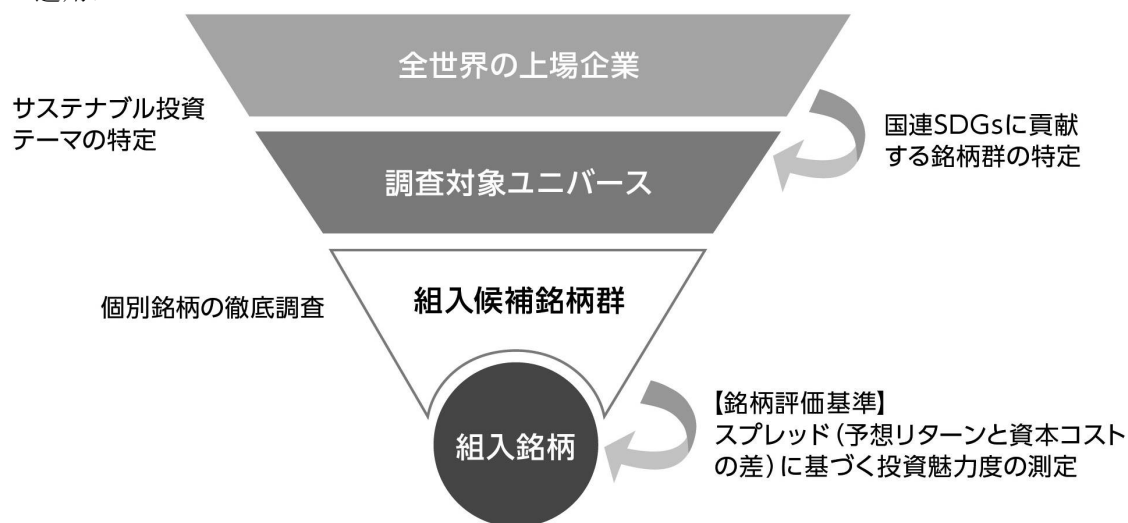 全世界の上場企業
サステナブル投資
テーマの特定
国連SDGsに貢献
する銘柄群の特定
調査対象ユニバース
組入候補銘柄群
個別銘柄の徹底調査
【銘柄評価基準】
スプレッド（予想リターンと資本コスト
の差）に基づく投資魅力度の測定
組入銘柄